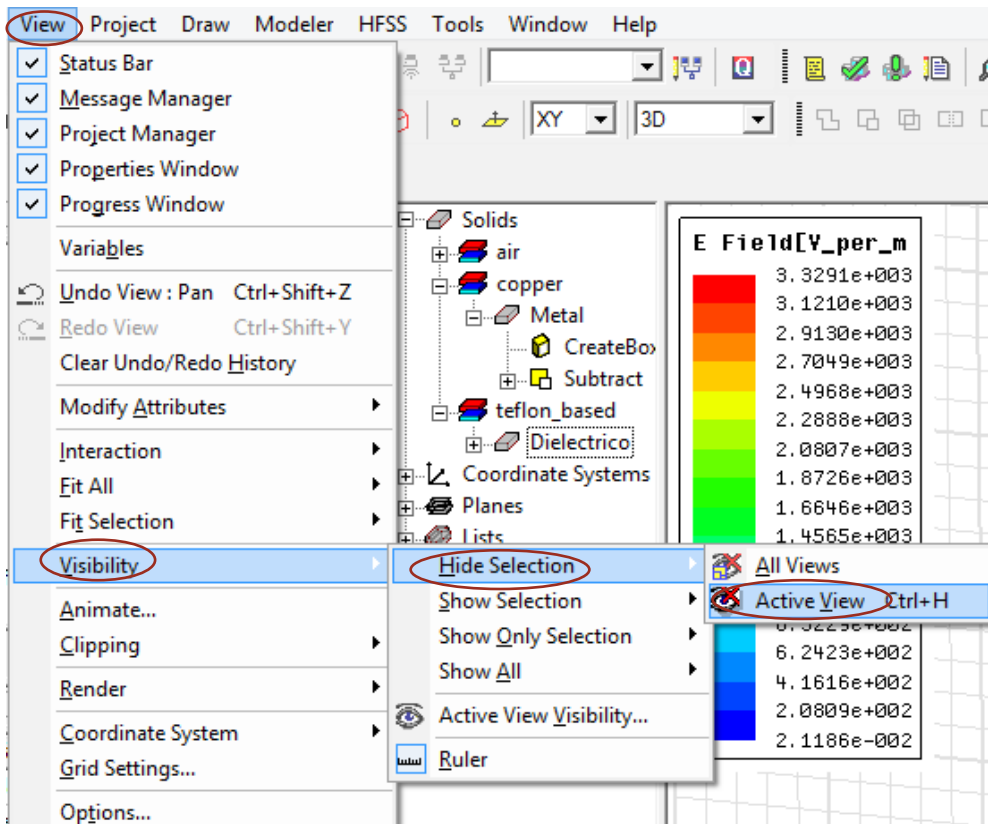 View Project Draw Modeler HFSS Tools Window Help
Status Bar
Message Manager
Project Manager
Properties Window
Progress Window
Variables
Undo View : Pan Ctrl+Shift+Z
Redo View Ctrl+Shift+Y
Clear Undo/Redo History
Modify Attributes
Interaction
Fit All
Fit Selection
Visibility
Animate...
Clipping
Render
Coordinate System
Grid Settings...
Options...
XY
3D
Solids
air
copper
Metal
CreateBox
Subtract
teflon_based
Dielectrico
Coordinate Systems
Planes
Lists
Hide Selection
Show Selection
Show Only Selection
Show All
Active View Visibility...
Ruler
All Views
Active View Ctrl+H
E Field[V_per_m
3.3291e+003
3.1210e+003
2.9130e+003
2.7049e+003
2.4968e+003
2.2888e+003
2.0807e+003
1.8726e+003
1.6646e+003
1.4565e+003
6.2423e+002
4.1616e+002
2.0809e+002
2.1186e-002